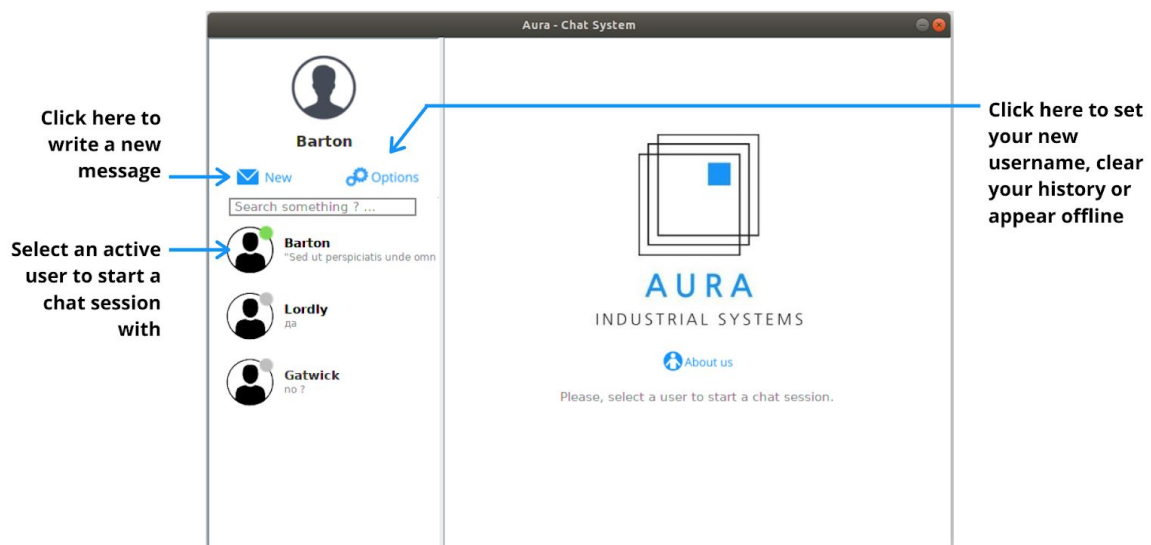 Aura - Chat System
Click here to
write a new
message
Select an active
user to start a
chat session
with
Barton
New
Options
Search something ? ...
Barton
"Sed ut perspiciatis unde omn
Lordly
да
Gatwick
no ?
AURA
INDUSTRIAL SYSTEMS
About us
Please, select a user to start a chat session.
Click here to set
your new
username, clear
your history or
appear offline